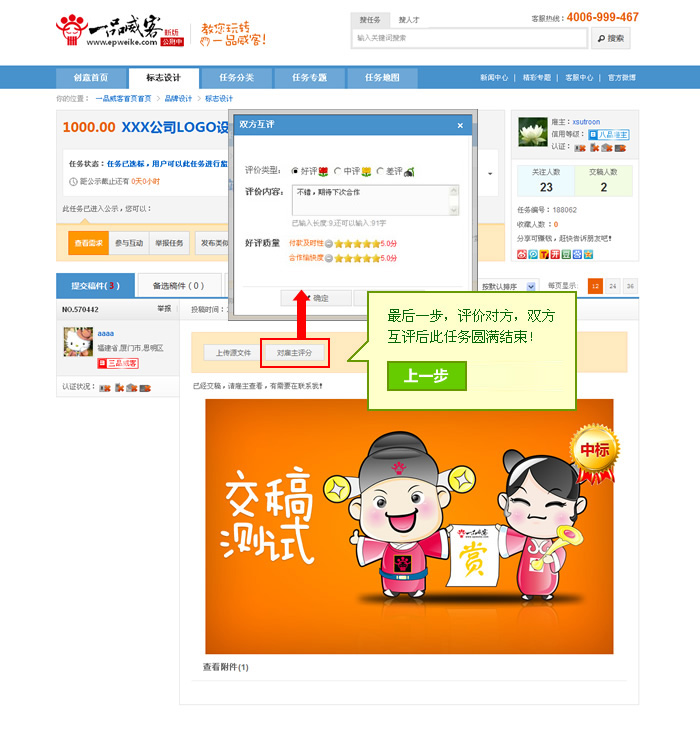 一品威客 新版
www.epweike.com 公测中
教您玩转
一品威客!
搜任务 搜人才
客服热线:4006-999-467
输入关键词搜索
搜索
创意首页 标志设计 任务分类 任务专题 任务地图
新闻中心 | 精彩专题 | 客服中心 | 官方微博
你的位置: 一品威客首页首页 > 品牌设计 > 标志设计
1000.00 XXX公司LOGO设
任务状态:任务已选标,用户可以此任务进行监
距公示截止还有 0天0小时
此任务已进入公示,您可以:
查看需求 参与互动 举报任务 发布类似
双方互评 ×
评价类型: 好评 中评 差评
评价内容: 不错,期待下次合作
已输入长度:9,还可以输入:91字
好评质量 付款及时性 5.0分
合作愉快度 5.0分
确定
雇主:xsutroon
信用等级: 八品雇主
认证:
关注人数 交稿人数
23 2
任务编号:188062
收藏人数:0
分享可赚钱,赶快告诉朋友吧!
提交稿件(3) 备选稿件(0)
按默认排序 每页显示: 12 24 36
NO.570442 举报 投稿时间:
aaaa
福建省,厦门市,思明区
三品威客
认证状况:
上传源文件 对雇主评分
最后一步,评价对方,双方
互评后此任务圆满结束!
上一步
已经交稿,请雇主查看,有需要在联系我!
中标
交稿
测试
一品威客
赏
查看附件(1)